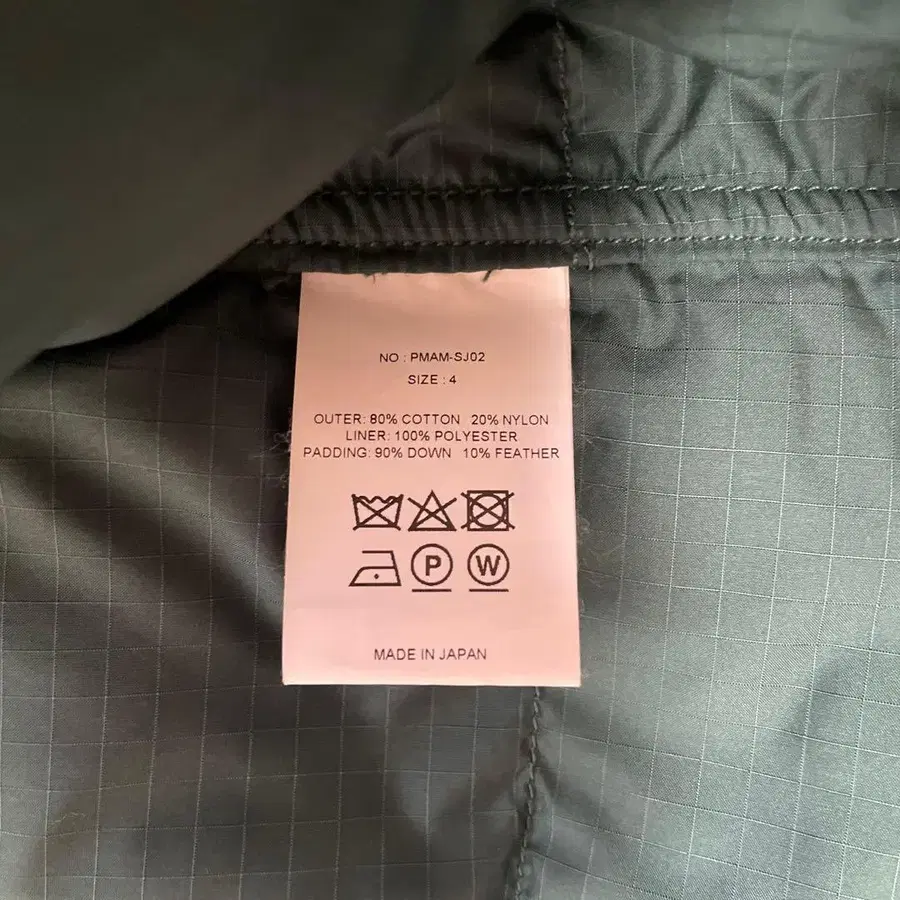 NO : PMAM-SJ02
SIZE : 4
OUTER: 80% COTTON 20% NYLON
LINER: 100% POLYESTER
PADDING: 90% DOWN 10% FEATHER
P W
MADE IN JAPAN